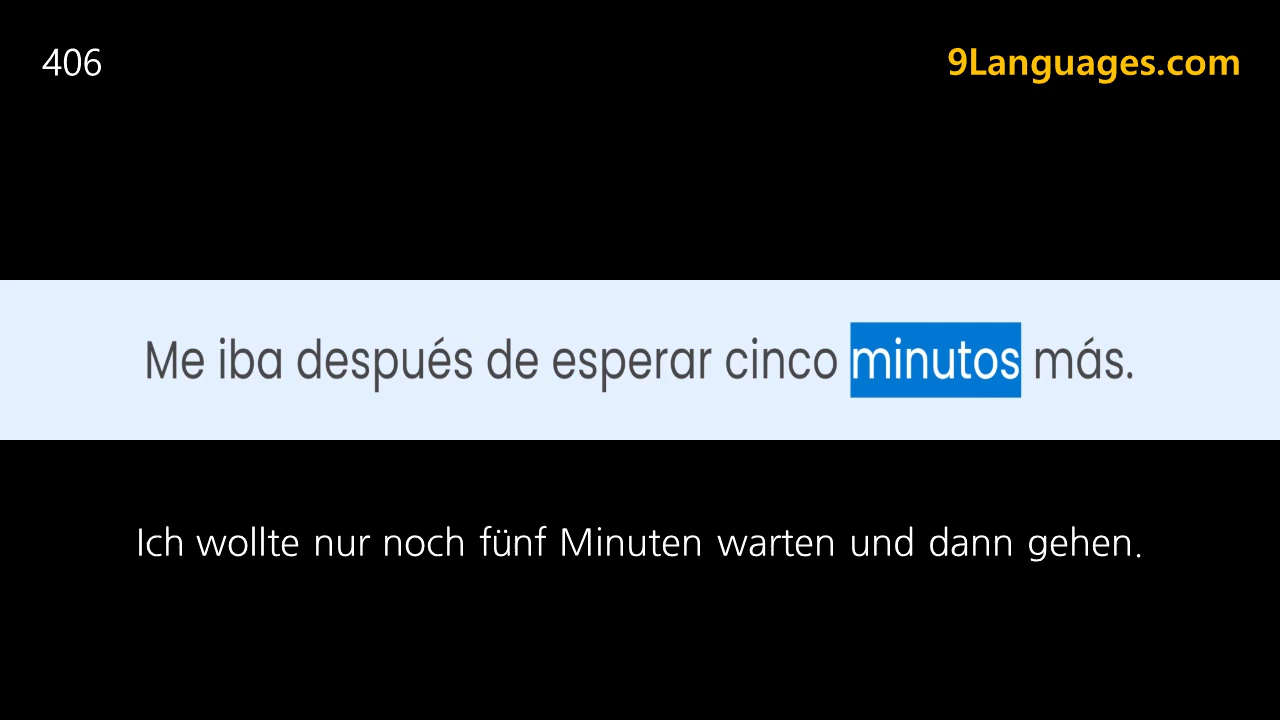 406
9Languages.com
Me iba después de esperar cinco minutos más.
Ich wollte nur noch fünf Minuten warten und dann gehen.